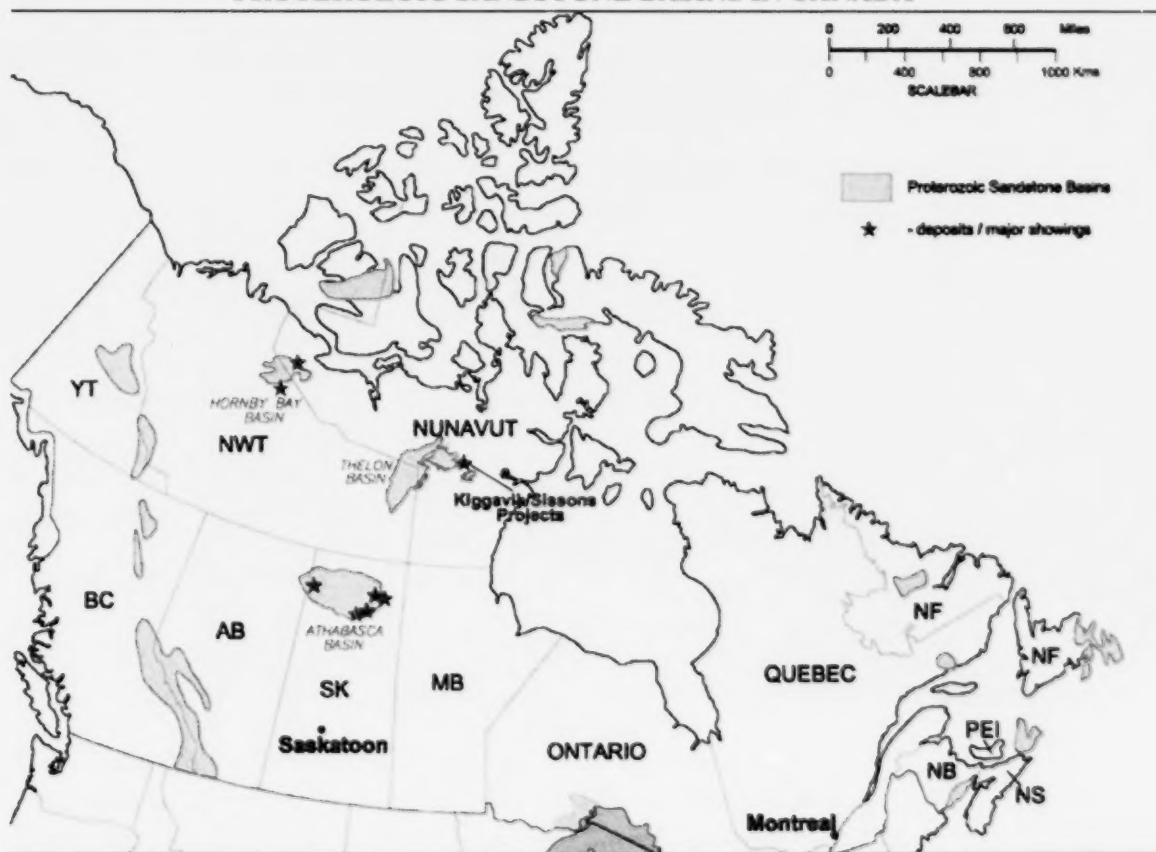 0 200 400 600 Miles
0 400 800 1000 Kms
SCALEBAR
Proterozoic Sandstone Basins
- deposits / major showings
YT
HORNBY BAY
BASIN
NWT
NUNAVUT
THELON
BASIN
Kiggavik/Sissons
Projects
BC
AB
ATHABASCA
BASIN
SK
MB
Saskatoon
ONTARIO
QUEBEC
NF
NF
PEI
NB
NS
Montreal